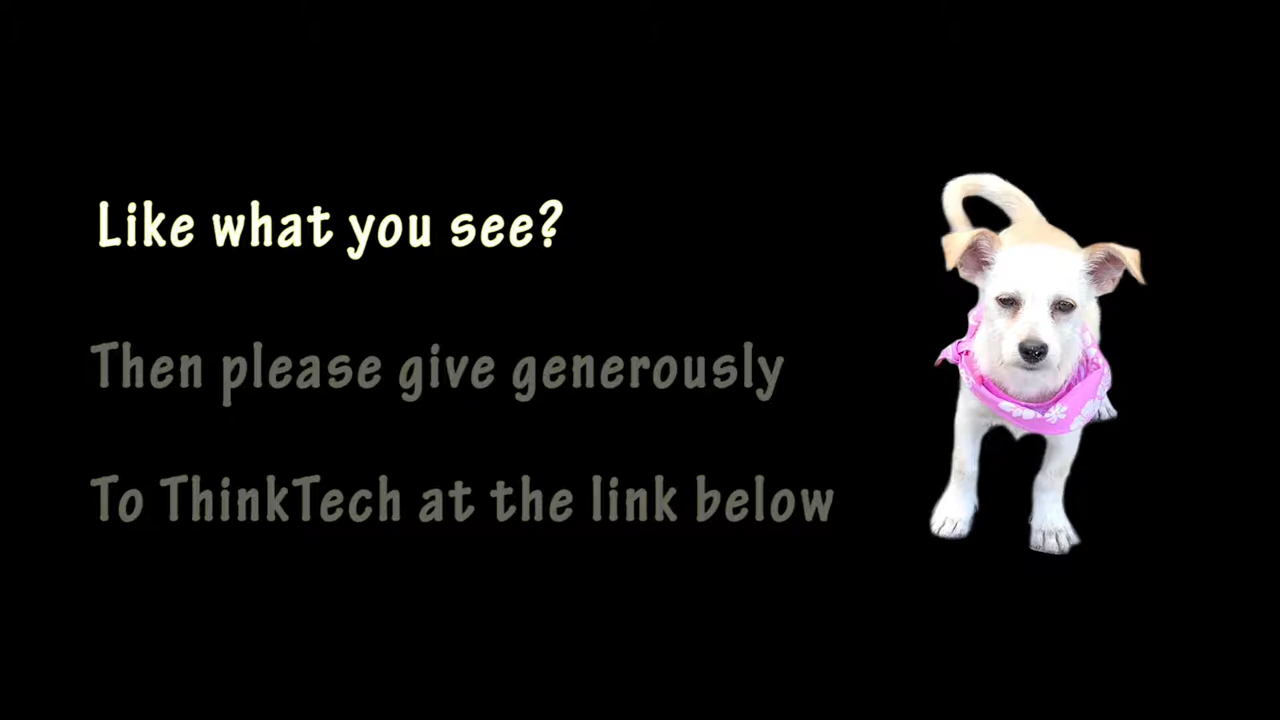 Like what you see?
Then please give generously
To ThinkTech at the link below